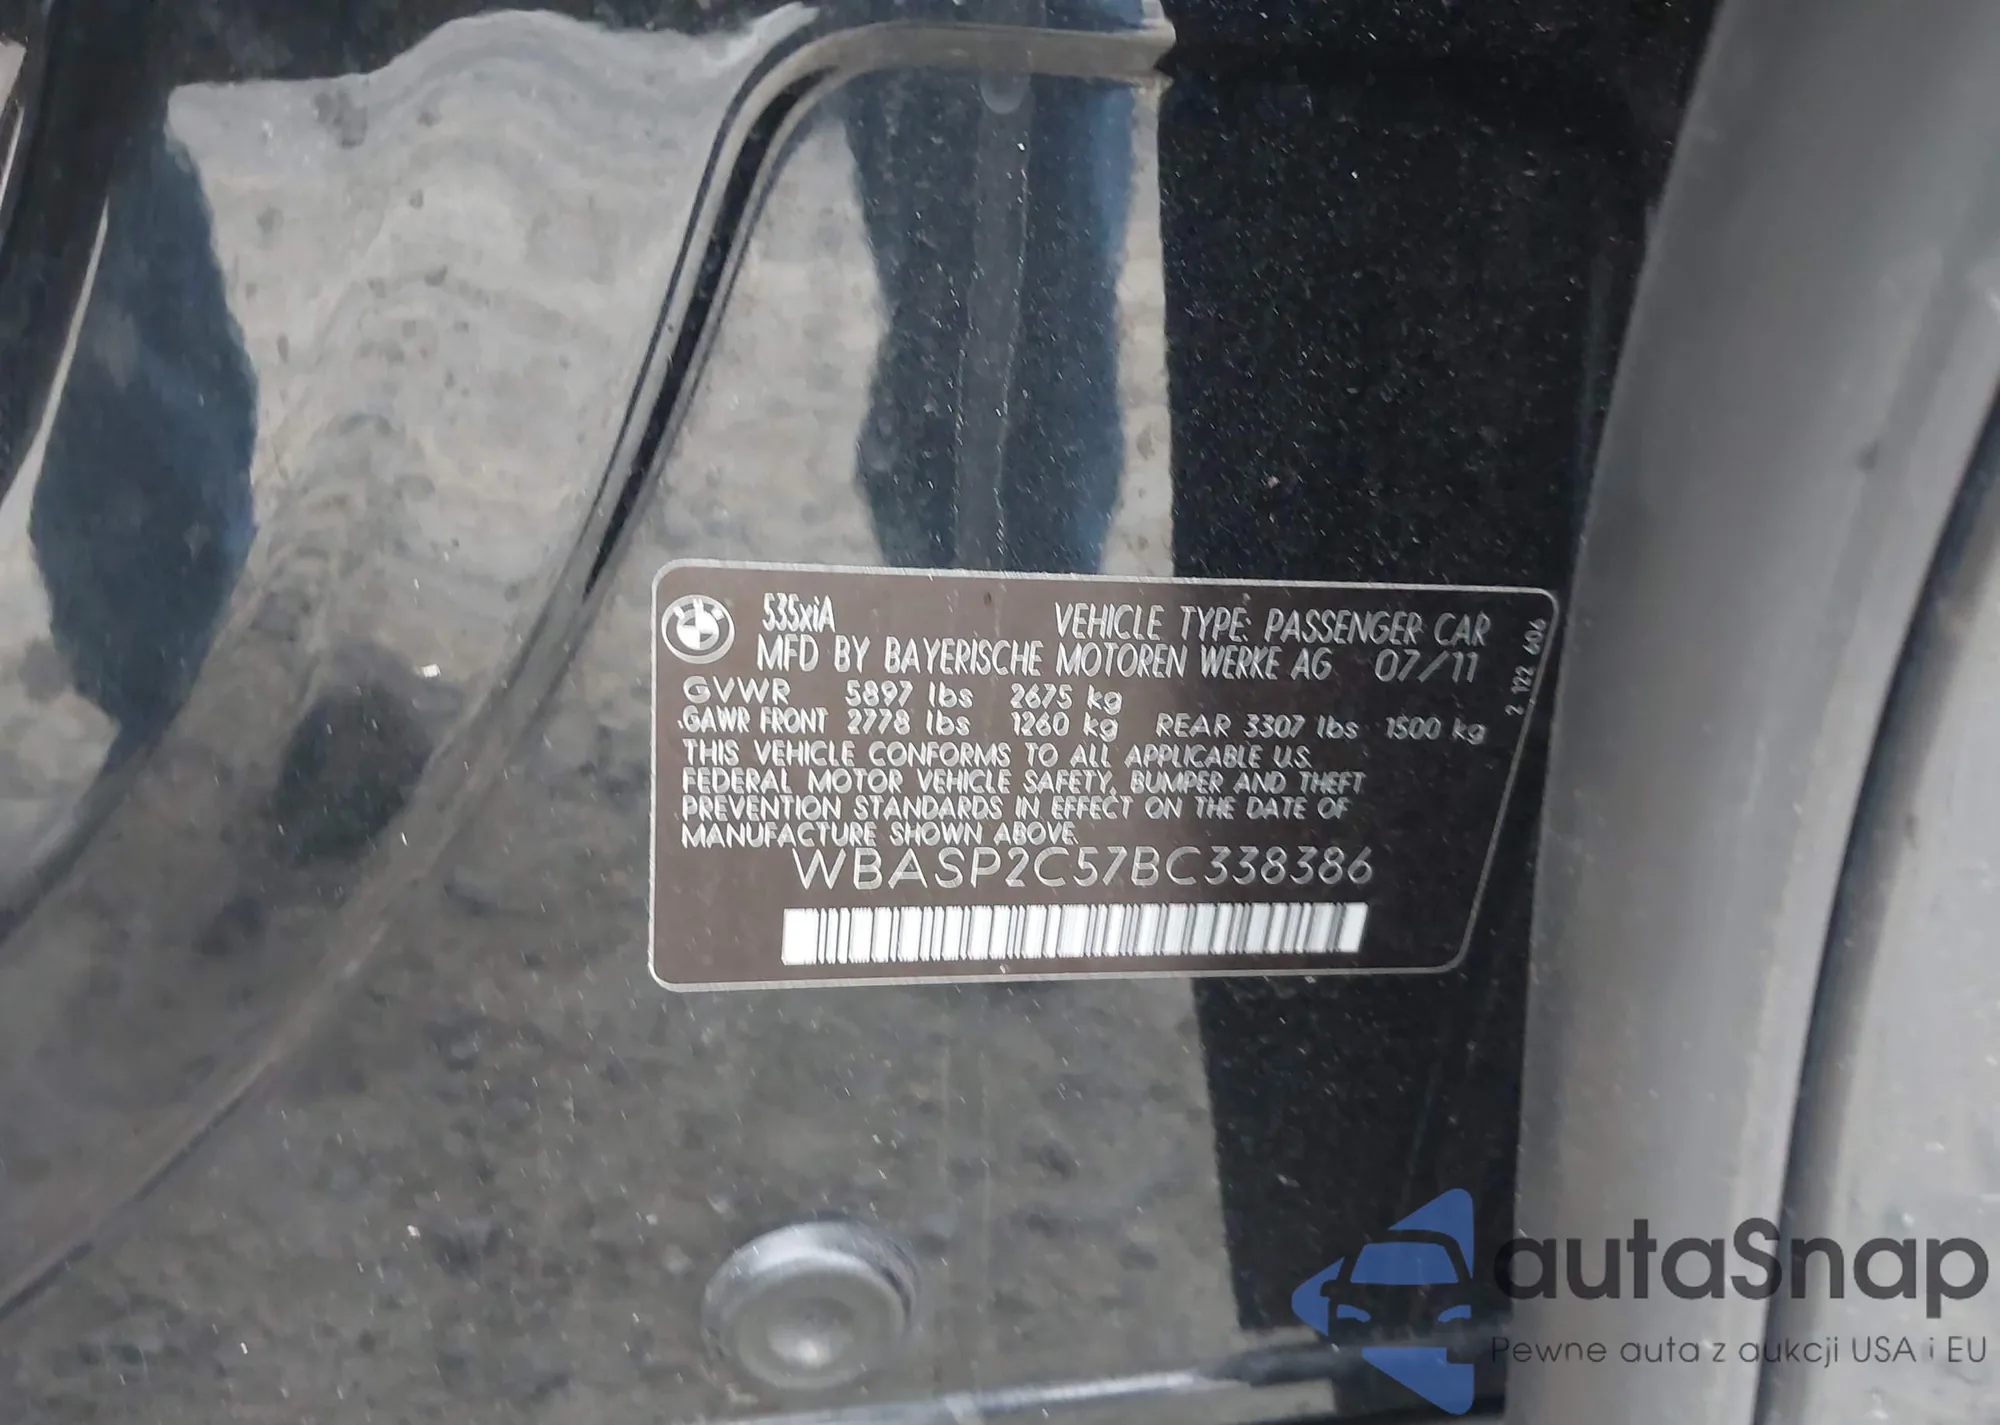 535xiA VEHICLE TYPE: PASSENGER CAR
MFD BY BAYERISCHE MOTOREN WERKE AG 07/11
GVWR 5897 lbs 2675 kg
GAWR FRONT 2778 lbs 1260 kg REAR 3307 lbs 1500 kg
THIS VEHICLE CONFORMS TO ALL APPLICABLE U.S.
FEDERAL MOTOR VEHICLE SAFETY, BUMPER AND THEFT
PREVENTION STANDARDS IN EFFECT ON THE DATE OF
MANUFACTURE SHOWN ABOVE.
WBASP2C57BC338386
2 122 606
autaSnap
Pewne auta z aukcji USA i EU